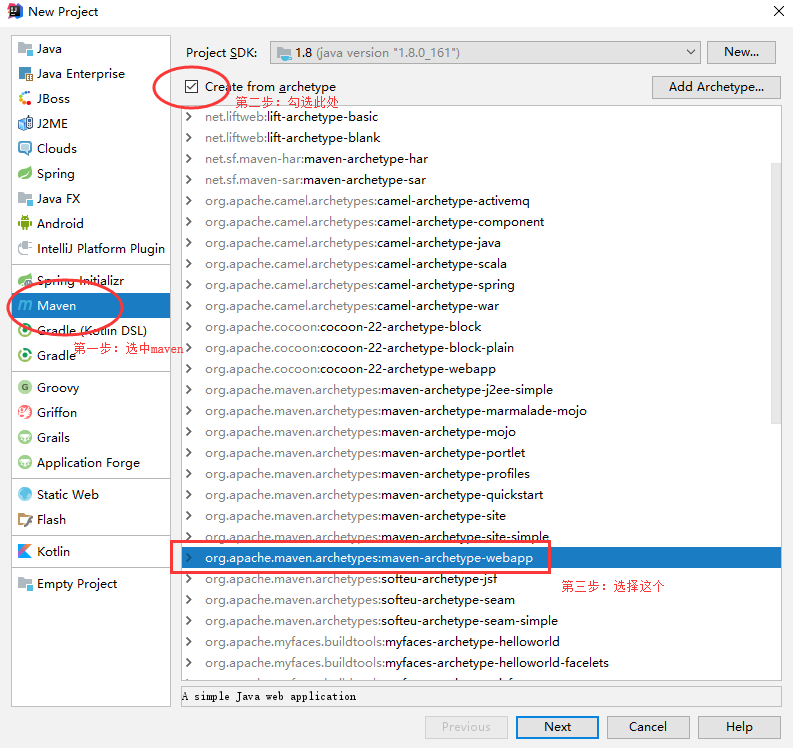 New Project
Java
Java Enterprise
JBoss
J2ME
Clouds
Spring
Java FX
Android
IntelliJ Platform Plugin
Spring Initializr
Maven
Gradle (Kotlin DSL)
第一步：选中maven
Gradle
Groovy
Griffon
Grails
Application Forge
Static Web
Flash
Kotlin
Empty Project
Project SDK: 1.8 (java version "1.8.0_161") New...
Create from archetype Add Archetype...
第二步：勾选此处
net.liftweb:lift-archetype-basic
net.liftweb:lift-archetype-blank
net.sf.maven-har:maven-archetype-har
net.sf.maven-sar:maven-archetype-sar
org.apache.camel.archetypes:camel-archetype-activemq
org.apache.camel.archetypes:camel-archetype-component
org.apache.camel.archetypes:camel-archetype-java
org.apache.camel.archetypes:camel-archetype-scala
org.apache.camel.archetypes:camel-archetype-spring
org.apache.camel.archetypes:camel-archetype-war
org.apache.cocoon:cocoon-22-archetype-block
org.apache.cocoon:cocoon-22-archetype-block-plain
org.apache.cocoon:cocoon-22-archetype-webapp
org.apache.maven.archetypes:maven-archetype-j2ee-simple
org.apache.maven.archetypes:maven-archetype-marmalade-mojo
org.apache.maven.archetypes:maven-archetype-mojo
org.apache.maven.archetypes:maven-archetype-portlet
org.apache.maven.archetypes:maven-archetype-profiles
org.apache.maven.archetypes:maven-archetype-quickstart
org.apache.maven.archetypes:maven-archetype-site
org.apache.maven.archetypes:maven-archetype-site-simple
org.apache.maven.archetypes:maven-archetype-webapp
org.apache.maven.archetypes:softeu-archetype-jsf
第三步：选择这个
org.apache.maven.archetypes:softeu-archetype-seam
org.apache.maven.archetypes:softeu-archetype-seam-simple
org.apache.myfaces.buildtools:myfaces-archetype-helloworld
org.apache.myfaces.buildtools:myfaces-archetype-helloworld-facelets
A simple Java web application
Previous Next Cancel Help